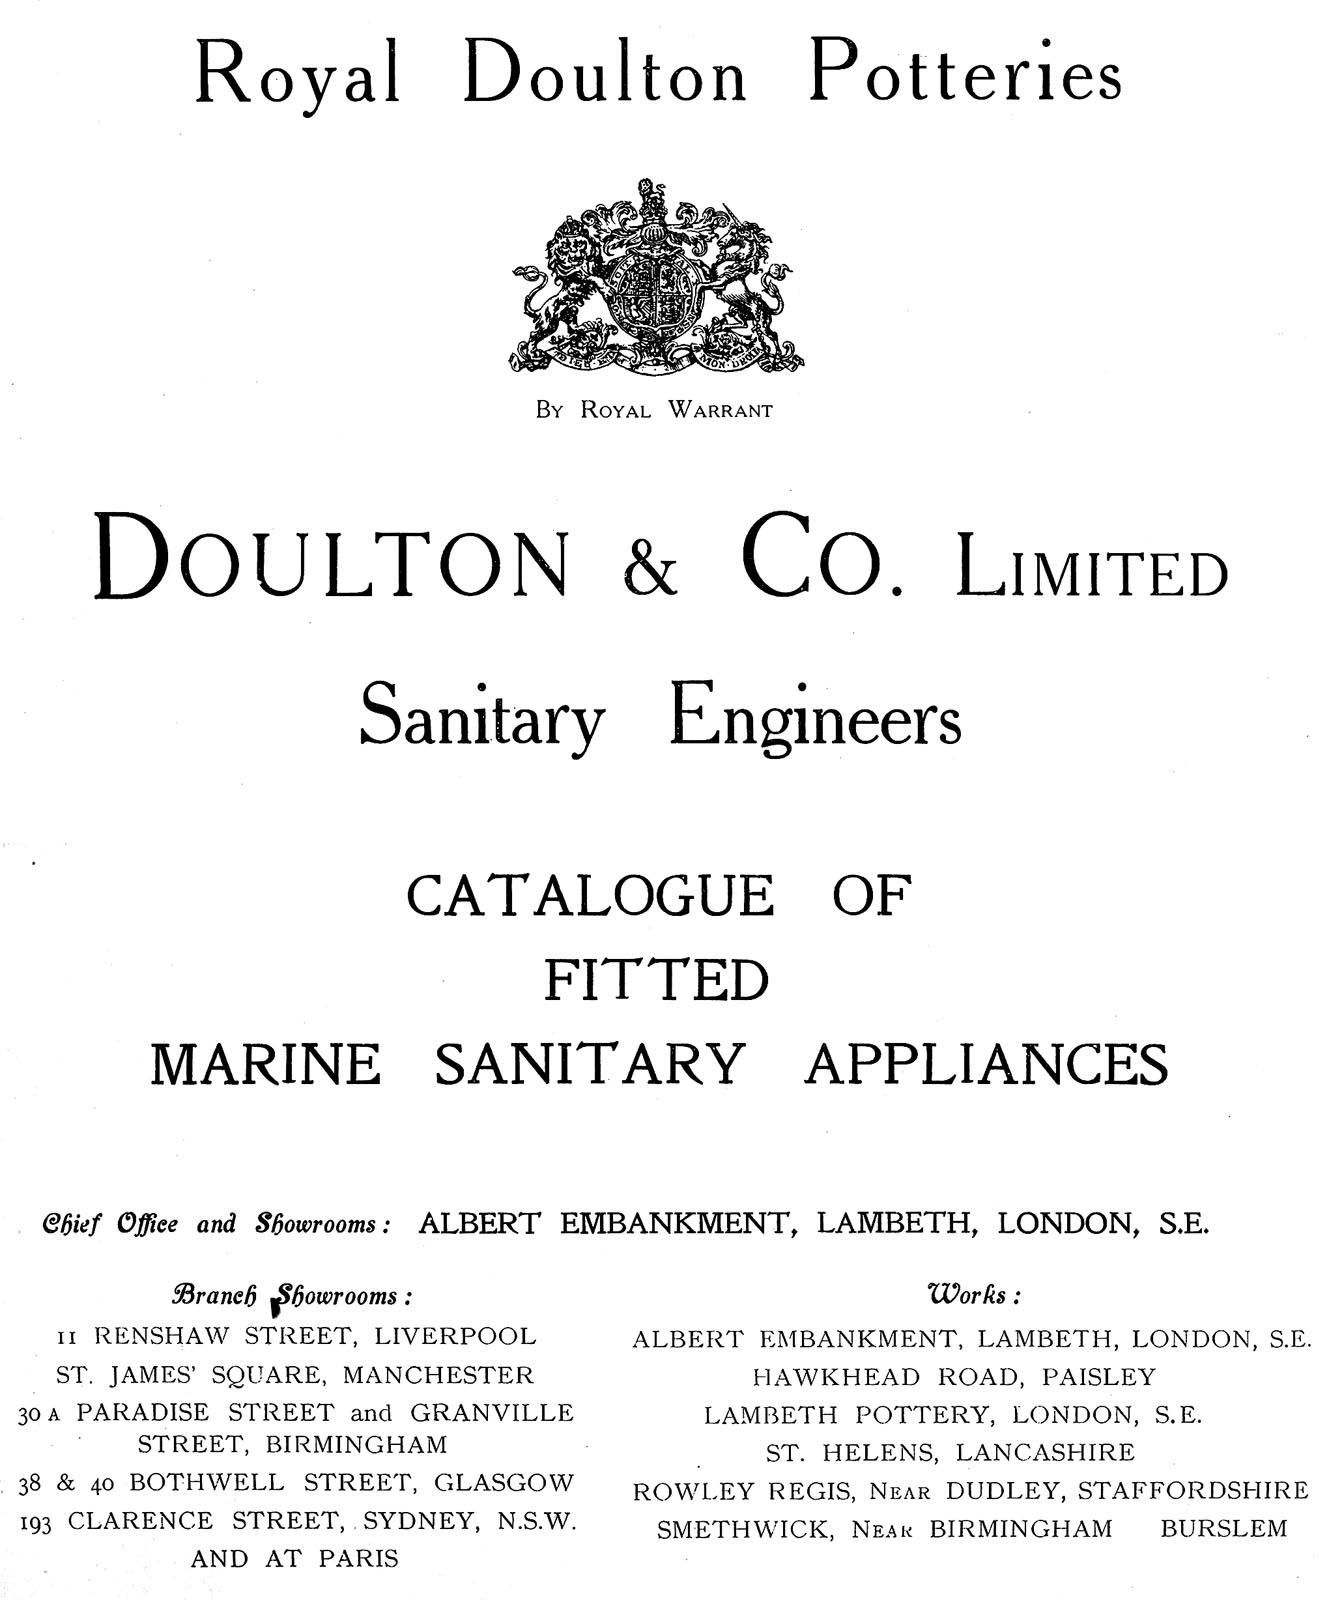 Royal Doulton Potteries
MON DROIT
By Royal Warrant
DOULTON & CO. LIMITED
Sanitary Engineers
CATALOGUE OF
FITTED
MARINE SANITARY APPLIANCES
Chief Office and Showrooms: ALBERT EMBANKMENT, LAMBETH, LONDON, S.E.
Branch Showrooms:
11 RENSHAW STREET, LIVERPOOL
ST. JAMES' SQUARE, MANCHESTER
30A PARADISE STREET and GRANVILLE
STREET, BIRMINGHAM
38 & 40 BOTHWELL STREET, GLASGOW
193 CLARENCE STREET, SYDNEY, N.S.W.
AND AT PARIS
Works:
ALBERT EMBANKMENT, LAMBETH, LONDON, S.E.
HAWKHEAD ROAD, PAISLEY
LAMBETH POTTERY, LONDON, S.E.
ST. HELENS, LANCASHIRE
ROWLEY REGIS, Near DUDLEY, STAFFORDSHIRE
SMETHWICK, Near BIRMINGHAM BURSLEM